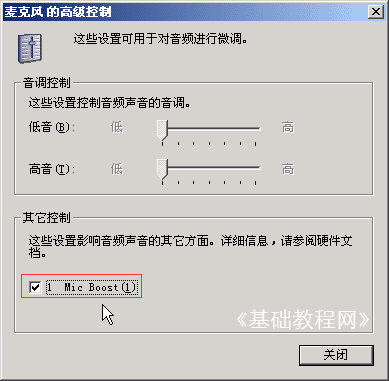 麦克风 的高级控制
这些设置可用于对音频进行微调。
音调控制
这些设置控制音频声音的音调。
低音(B): 低 高
高音(T): 低 高
其它控制
这些设置影响音频声音的其它方面。详细信息，请参阅硬件文
档。
1 Mic Boost(1)
《基础教程网》
关闭